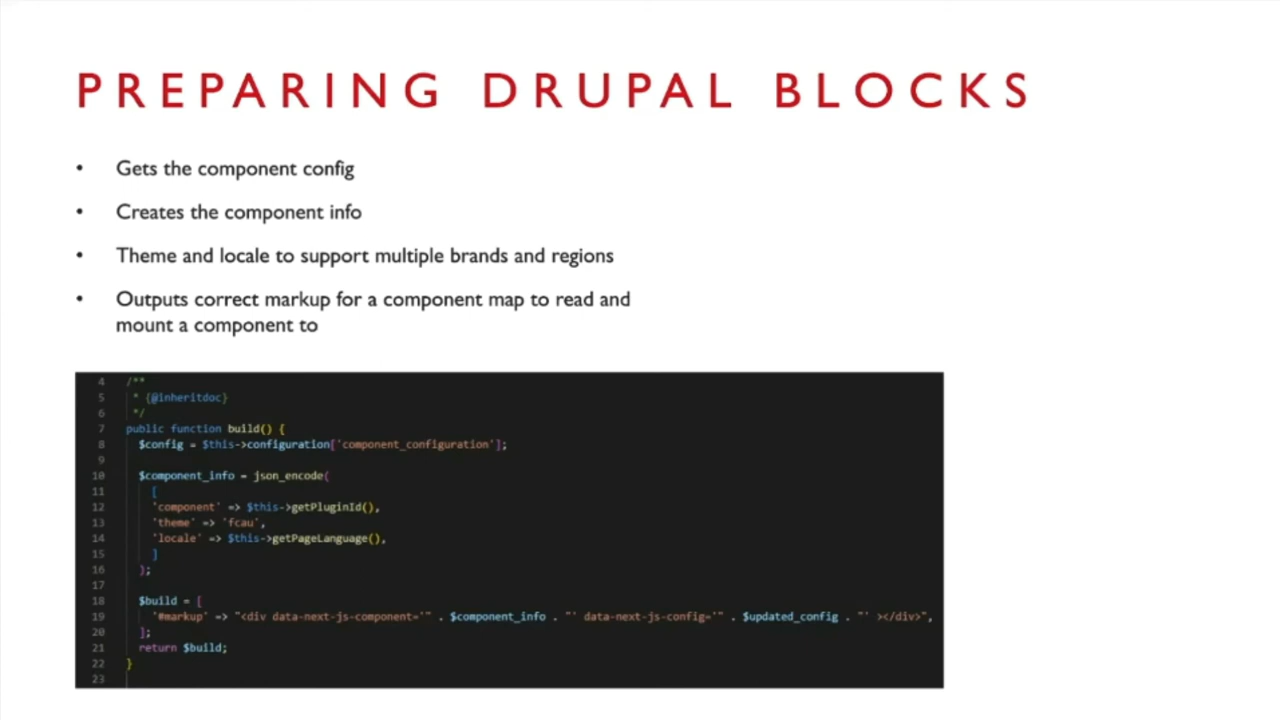 PREPARING DRUPAL BLOCKS
• Gets the component config
• Creates the component info
• Theme and locale to support multiple brands and regions
• Outputs correct markup for a component map to read and
mount a component to
4 /**
5 * {@inheritdoc}
6 */
7 public function build() {
8 $config = $this->configuration['component_configuration'];
9
10 $component_info = json_encode(
11 [
12 'component' => $this->getPluginId(),
13 'theme' => 'fcau',
14 'locale' => $this->getPageLanguage(),
15 ]
16 );
17
18 $build = [
19 '#markup' => "<div data-next-js-component='" . $component_info . "' data-next-js-config='" . $updated_config . "' ></div>",
20 ];
21 return $build;
22 }
23